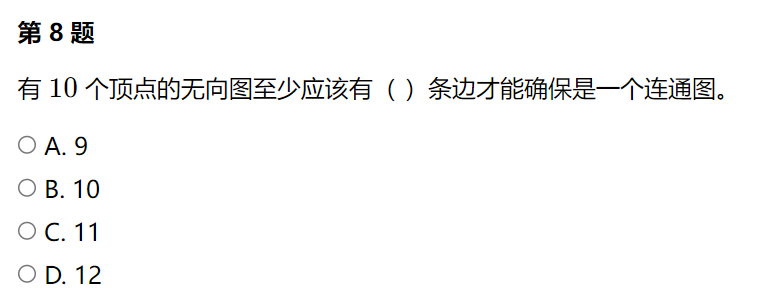 第 8 题
有 10 个顶点的无向图至少应该有（ ）条边才能确保是一个连通图。
A. 9
B. 10
C. 11
D. 12